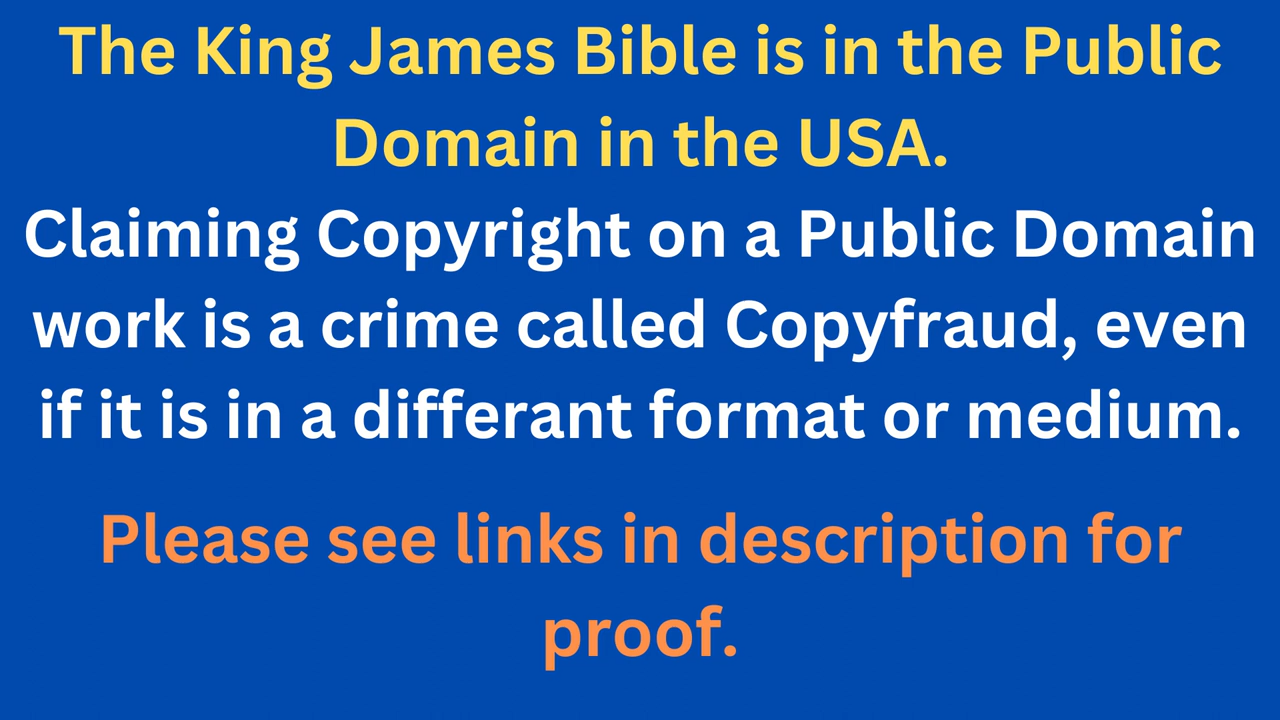 The King James Bible is in the Public
Domain in the USA.
Claiming Copyright on a Public Domain
work is a crime called Copyfraud, even
if it is in a differant format or medium.
Please see links in description for
proof.